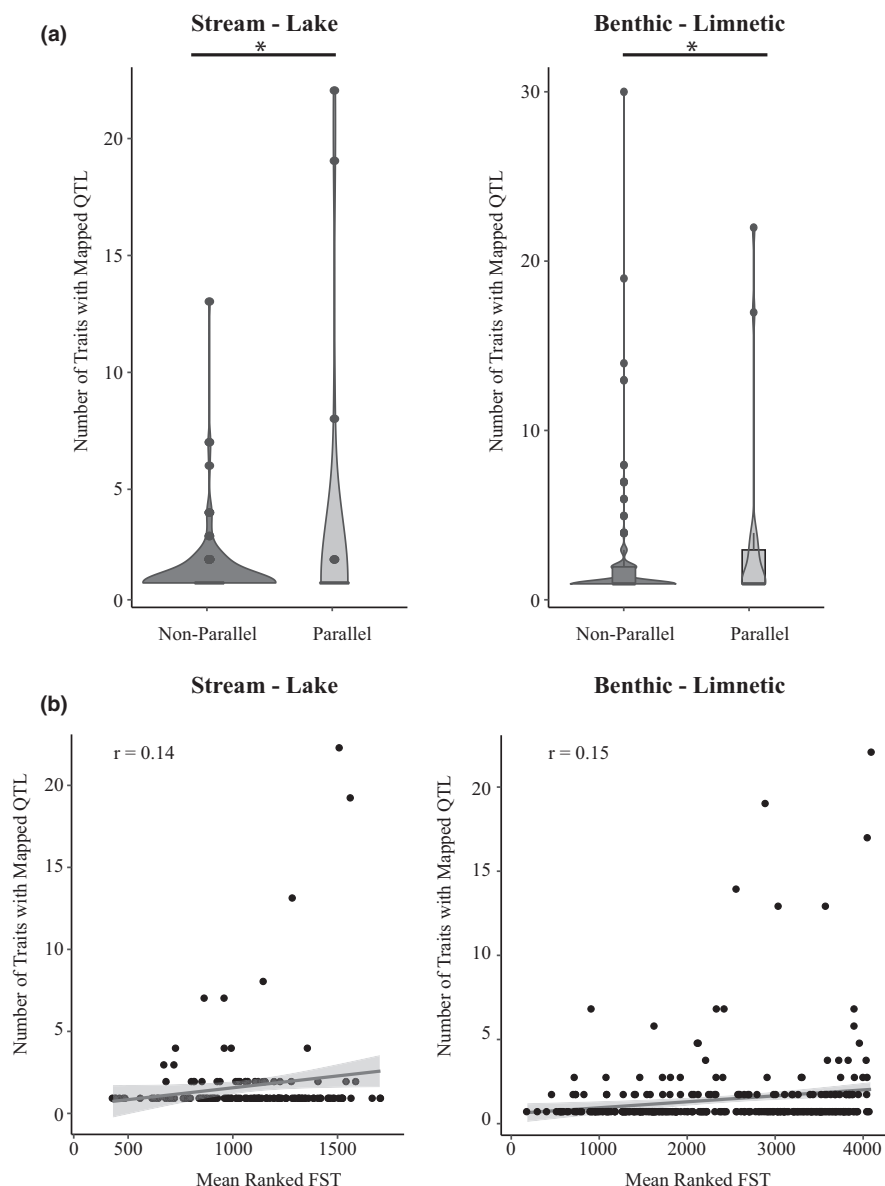 (a)
Stream - Lake
*
Number of Traits with Mapped QTL
20
15
10
5
0
Non-Parallel
Parallel
Benthic - Limnetic
*
Number of Traits with Mapped QTL
30
20
10
0
Non-Parallel
Parallel
(b)
Stream - Lake
r = 0.14
Number of Traits with Mapped QTL
20
15
10
5
0
0
500
1000
1500
Mean Ranked FST
Benthic - Limnetic
r = 0.15
Number of Traits with Mapped QTL
20
15
10
5
0
0
1000
2000
3000
4000
Mean Ranked FST